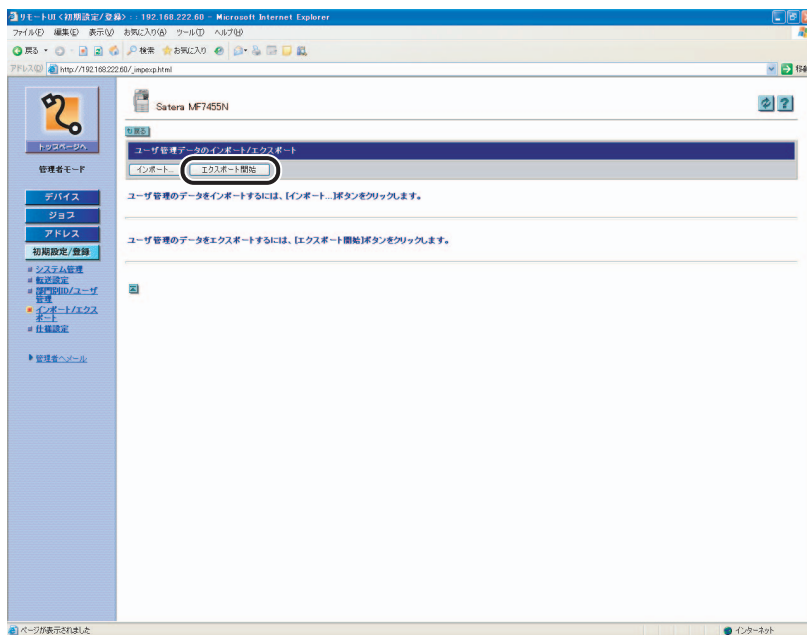 リモートUI <初期設定/登録> : : 192.168.222.60 - Microsoft Internet Explorer
ファイル(F) 編集(E) 表示(V) お気に入り(A) ツール(T) ヘルプ(H)
戻る 検索 お気に入り
アドレス(D) http://192.168.222.60/_impexp.html 移動
Satera MF7455N
戻る
トップページへ
ユーザ管理データのインポート/エクスポート
管理者モード
インポート... エクスポート開始
デバイス
ユーザ管理のデータをインポートするには、[インポート...]ボタンをクリックします。
ジョブ
アドレス
ユーザ管理のデータをエクスポートするには、[エクスポート開始]ボタンをクリックします。
初期設定/登録
システム管理
転送設定
部門別ID/ユーザ
管理
インポート/エクス
ポート
仕様設定
管理者へメール
ページが表示されました インターネット